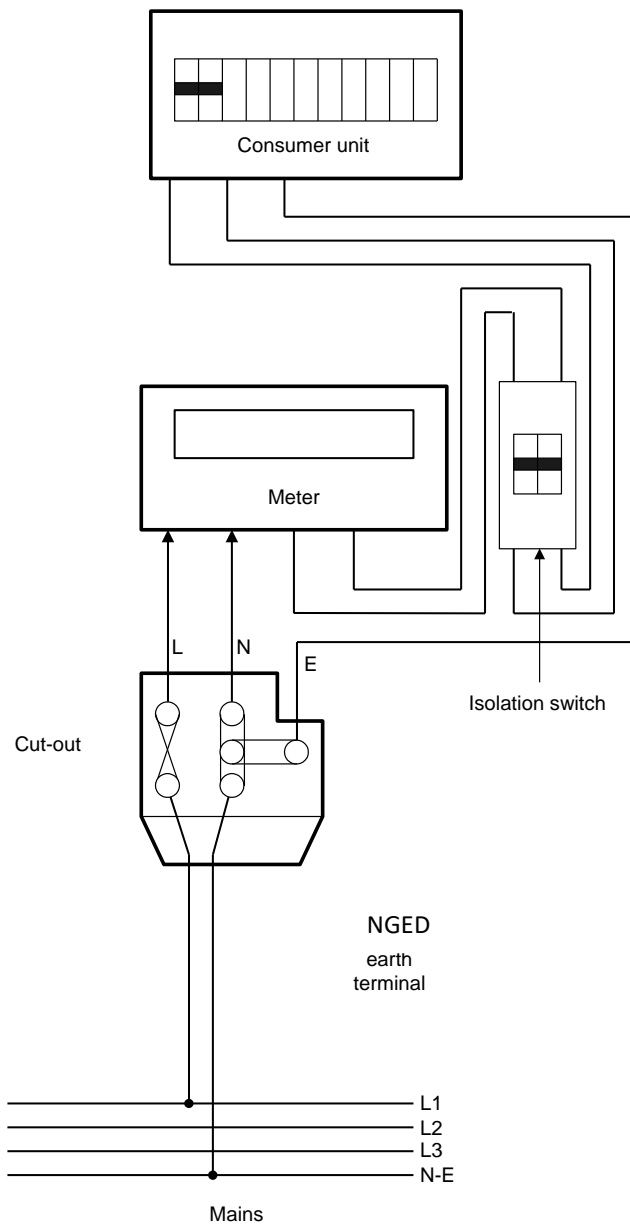 Consumer unit
Meter
L
N
E
Isolation switch
Cut-out
NGED
earth
terminal
L1
L2
L3
N-E
Mains